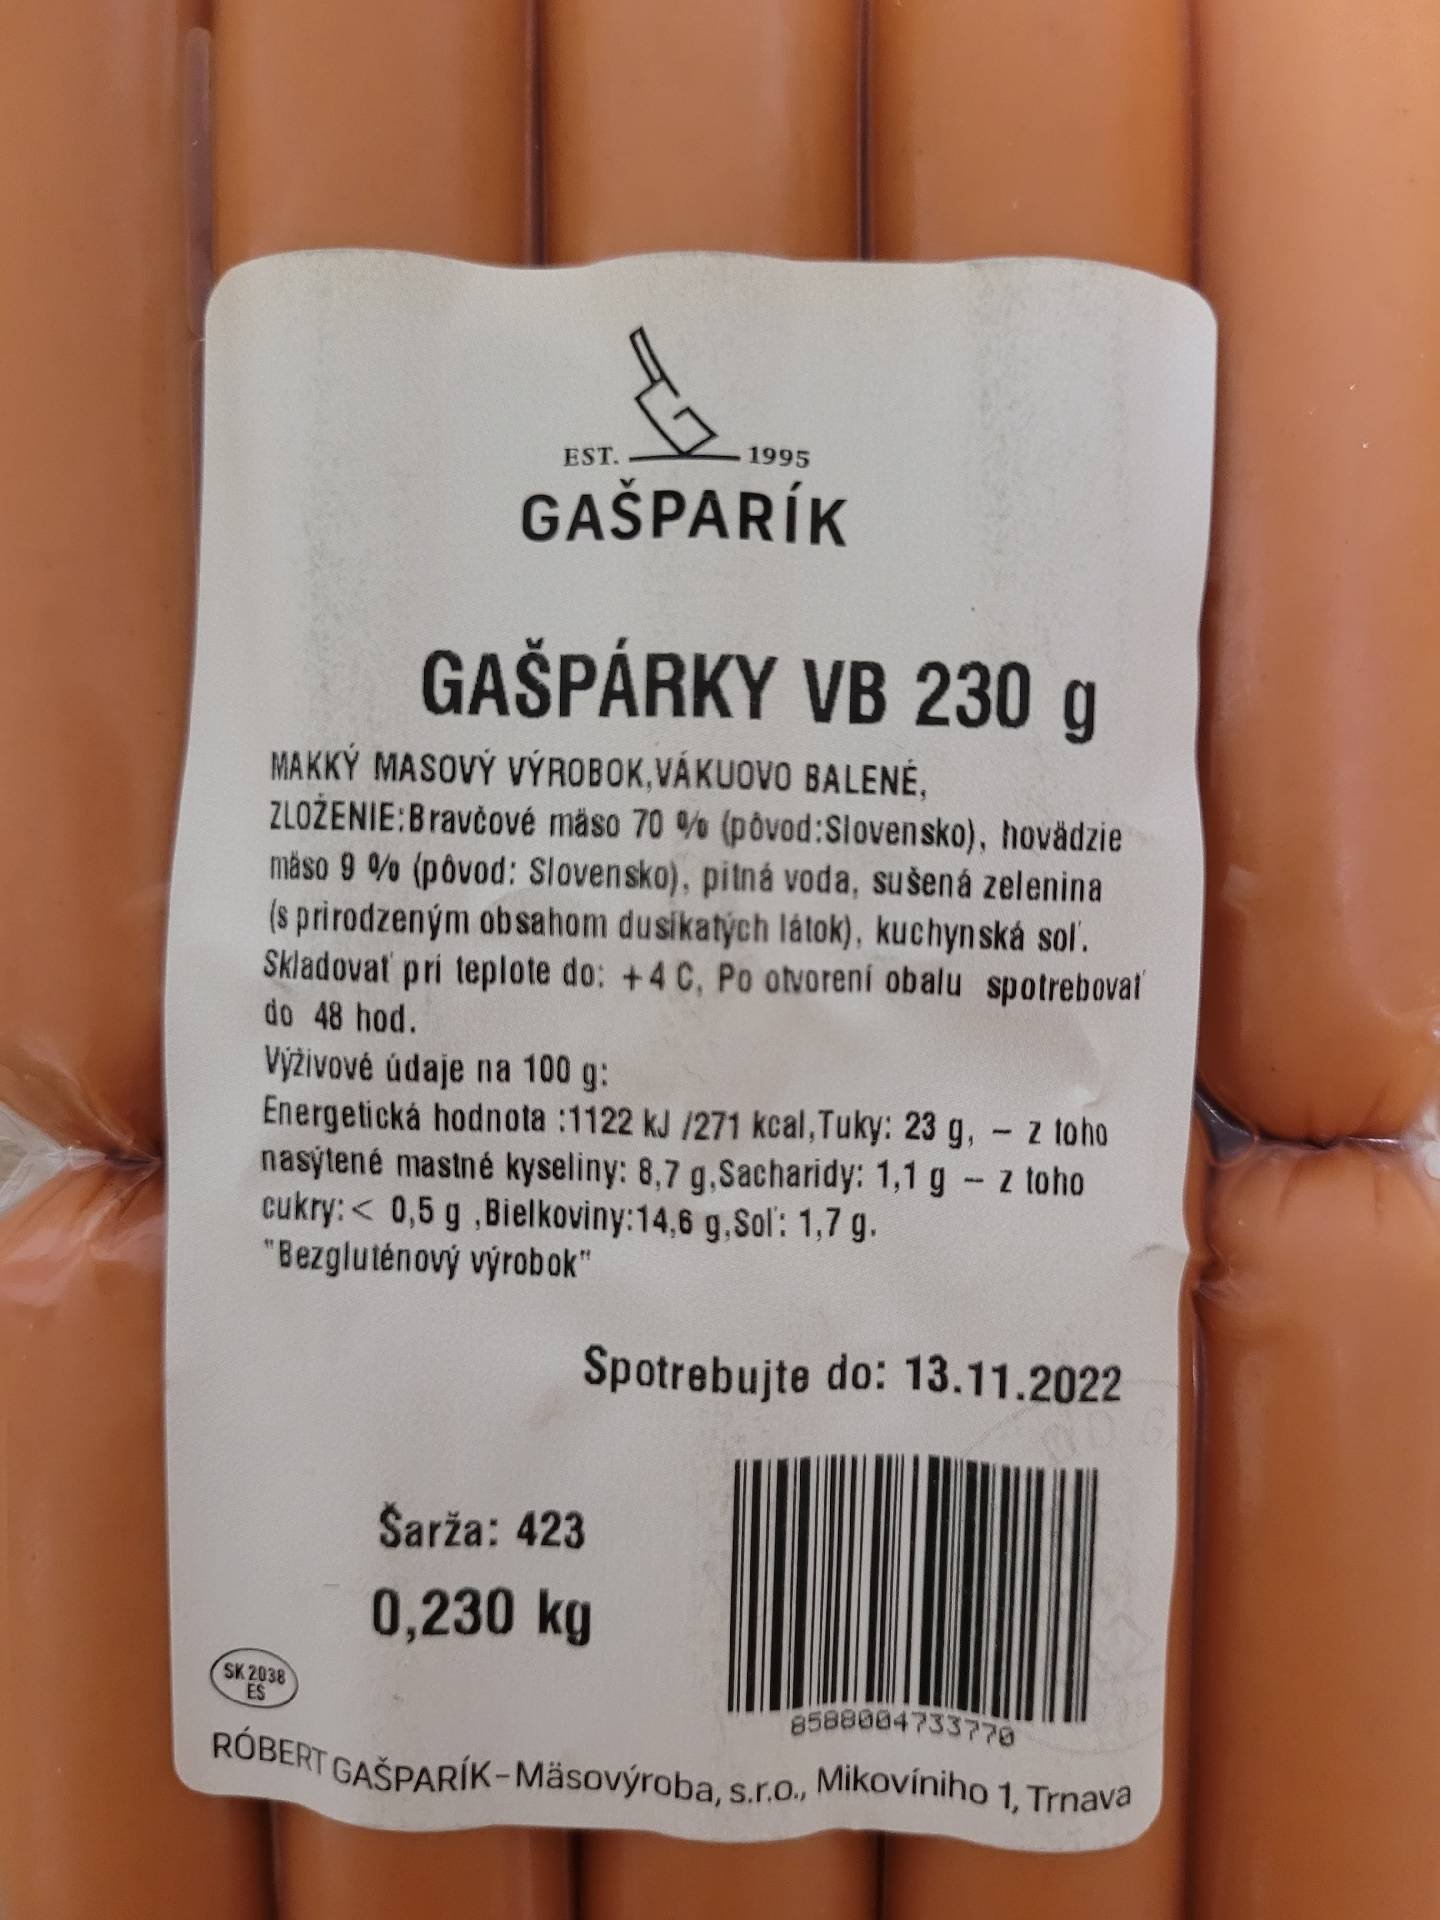 EST. 1995
GAŠPARÍK
GAŠPÁRKY VB 230 g
MAKKÝ MASOVÝ VÝROBOK,VÁKUOVO BALENÉ,
ZLOŽENIE:Bravčové mäso 70 % (pôvod:Slovensko), hovädzie
mäso 9 % (pôvod: Slovensko), pitná voda, sušená zelenina
(s prirodzeným obsahom dusíkatých látok), kuchynská soľ.
Skladovať pri teplote do: +4 C, Po otvorení obalu spotrebovať
do 48 hod.
Výživové údaje na 100 g:
Energetická hodnota :1122 kJ /271 kcal,Tuky: 23 g, – z toho
nasýtené mastné kyseliny: 8,7 g,Sacharidy: 1,1 g – z toho
cukry:< 0,5 g ,Bielkoviny:14,6 g,Soľ: 1,7 g.
"Bezgluténový výrobok"
Spotrebujte do: 13.11.2022
Šarža: 423
0,230 kg
8588004733770
SK 2038
ES
RÓBERT GAŠPARÍK-Mäsovýroba, s.r.o., Mikovíniho 1, Trnava